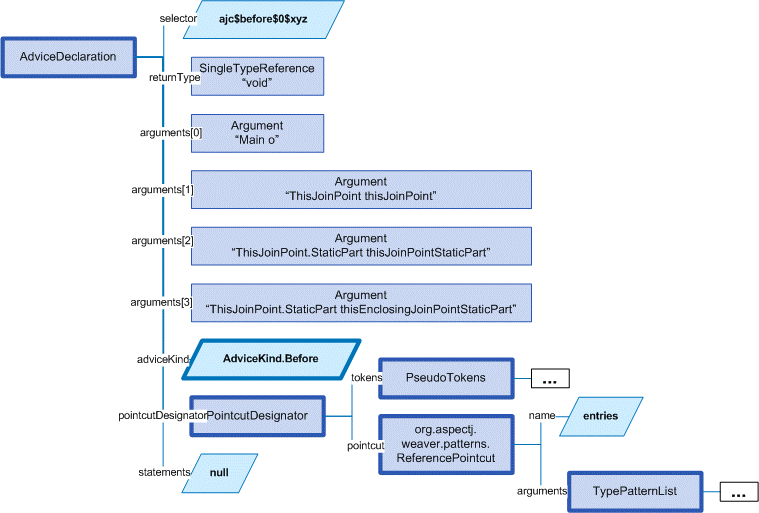 selector
ajc$before$0$xyz
AdviceDeclaration
returnType
SingleTypeReference
“void”
arguments[0]
Argument
“Main o”
arguments[1]
Argument
“ThisJoinPoint thisJoinPoint”
arguments[2]
Argument
“ThisJoinPoint.StaticPart thisJoinPointStaticPart”
arguments[3]
Argument
“ThisJoinPoint.StaticPart thisEnclosingJoinPointStaticPart”
adviceKind
AdviceKind.Before
tokens
PseudoTokens
...
pointcutDesignator
PointcutDesignator
pointcut
org.aspectj.
weaver.patterns.
ReferencePointcut
name
entries
statements
null
arguments
TypePatternList
...